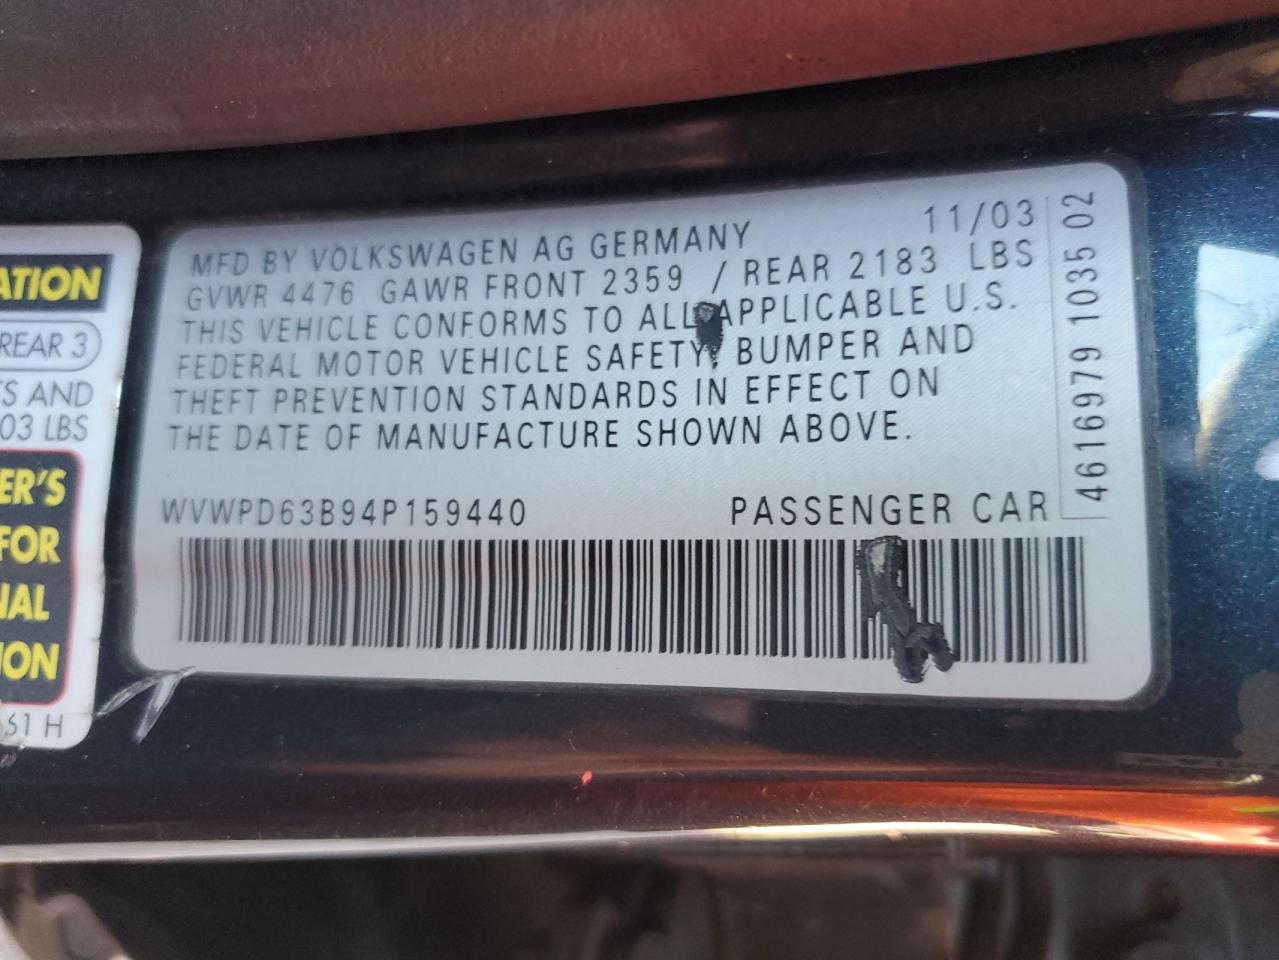 MFD BY VOLKSWAGEN AG GERMANY 11/03
GVWR 4476 GAWR FRONT 2359 / REAR 2183 LBS
THIS VEHICLE CONFORMS TO ALL APPLICABLE U.S.
FEDERAL MOTOR VEHICLE SAFETY, BUMPER AND
THEFT PREVENTION STANDARDS IN EFFECT ON
THE DATE OF MANUFACTURE SHOWN ABOVE.
WVWPD63B94P159440 PASSENGER CAR
4616979 1035 02
ATION
REAR 3
TS AND
03 LBS
ER'S
FOR
NAL
ION
61 H